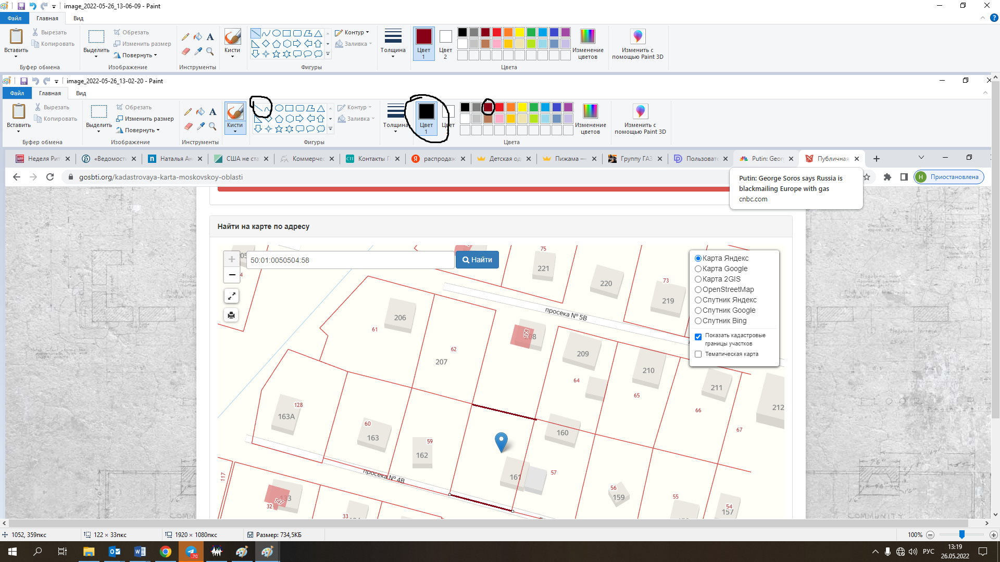 image_2022-05-26_13-06-09 - Paint
Файл Главная Вид
Вставить
Вырезать
Копировать
Буфер обмена
Выделить
Обрезать
Изменить размер
Повернуть
Изображение
Инструменты
Кисти
Контур
Заливка
Фигуры
Толщина
Цвет 1
Цвет 2
Изменение цветов
Цвета
Изменить с помощью Paint 3D
image_2022-05-26_13-02-20 - Paint
Файл Главная Вид
Вставить
Вырезать
Копировать
Буфер обмена
Выделить
Обрезать
Изменить размер
Повернуть
Изображение
Инструменты
Кисти
Контур
Заливка
Фигуры
Толщина
Цвет 1
Цвет
Изменение цветов
Цвета
Изменить с помощью Paint 3D
Неделя Рит
«Ведомост
Наталья Ан
США не ста
Коммерчес
Контакты Г
распродаж
Детская од
Пижама —
Группу ГАЗ
Пользовате
Putin: Geor
Публичная
gosbti.org/kadastrovaya-karta-moskovskoy-oblasti
Приостановлена
Putin: George Soros says Russia is
blackmailing Europe with gas
cnbc.com
Найти на карте по адресу
50:01:0050504:58
Найти
Карта Яндекс
Карта Google
Карта 2GIS
OpenStreetMap
Спутник Яндекс
Спутник Google
Спутник Bing
Показать кадастровые
границы участков
Тематическая карта
75
221
220
73
219
просека № 5В
206
61
62
207
178
209
64
210
65
211
66
212
67
128
163А
60
163
59
162
160
161
57
56
159
55
54
157
просека № 4В
117
133
147
32
33
COMMUNITY
1052, 359пкс
122 × 33пкс
1920 × 1080пкс
Размер: 734,5КБ
100%
РУС
13:19
26.05.2022